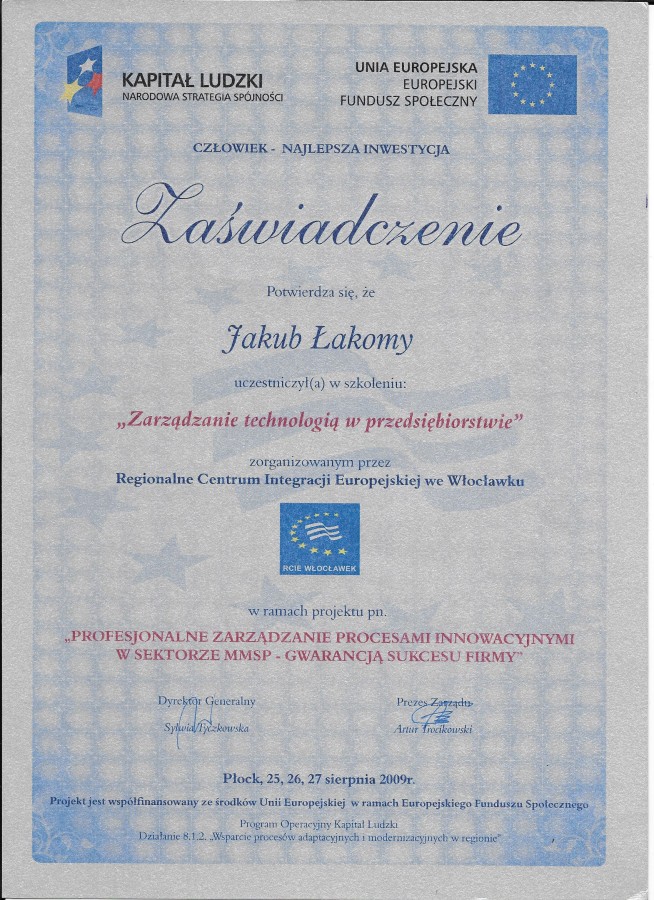 KAPITAŁ LUDZKI
NARODOWA STRATEGIA SPÓJNOŚCI
UNIA EUROPEJSKA
EUROPEJSKI
FUNDUSZ SPOŁECZNY
CZŁOWIEK - NAJLEPSZA INWESTYCJA
Zaświadczenie
Potwierdza się, że
Jakub Łakomy
uczestniczył(a) w szkoleniu:
„Zarządzanie technologią w przedsiębiorstwie”
zorganizowanym przez
Regionalne Centrum Integracji Europejskiej we Włocławku
RCIE WŁOCŁAWEK
w ramach projektu pn.
„PROFESJONALNE ZARZĄDZANIE PROCESAMI INNOWACYJNYMI
W SEKTORZE MMSP - GWARANCJĄ SUKCESU FIRMY”
Dyrektor Generalny
Sylwia Tyczkowska
Prezes Zarządu
Artur Trocikowski
Płock, 25, 26, 27 sierpnia 2009r.
Projekt jest współfinansowany ze środków Unii Europejskiej w ramach Europejskiego Funduszu Społecznego
Program Operacyjny Kapitał Ludzki
Działanie 8.1.2. „Wsparcie procesów adaptacyjnych i modernizacyjnych w regionie”